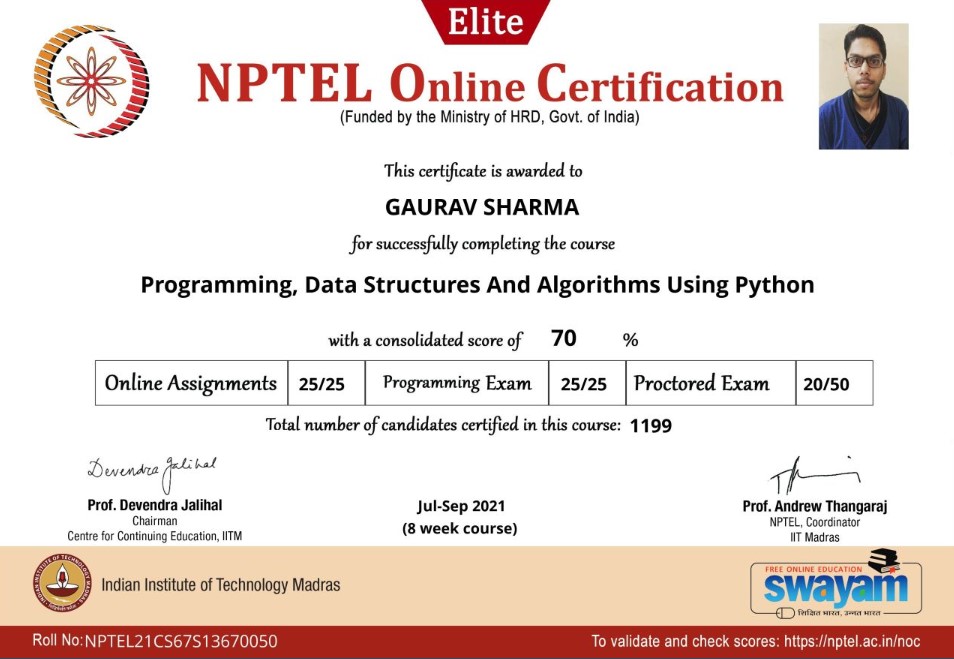 Elite
NPTEL Online Certification
(Funded by the Ministry of HRD, Govt. of India)
This certificate is awarded to
GAURAV SHARMA
for successfully completing the course
Programming, Data Structures And Algorithms Using Python
with a consolidated score of 70 %
Online Assignments 25/25 Programming Exam 25/25 Proctored Exam 20/50
Total number of candidates certified in this course: 1199
Devendra Jalihal
Prof. Devendra Jalihal
Chairman
Centre for Continuing Education, IITM
Jul-Sep 2021
(8 week course)
Prof. Andrew Thangaraj
NPTEL, Coordinator
IIT Madras
INDIAN INSTITUTE OF TECHNOLOGY MADRAS
Indian Institute of Technology Madras
FREE ONLINE EDUCATION
swayam
शिक्षित भारत, उन्नत भारत
Roll No: NPTEL21CS67S13670050
To validate and check scores: https://nptel.ac.in/noc